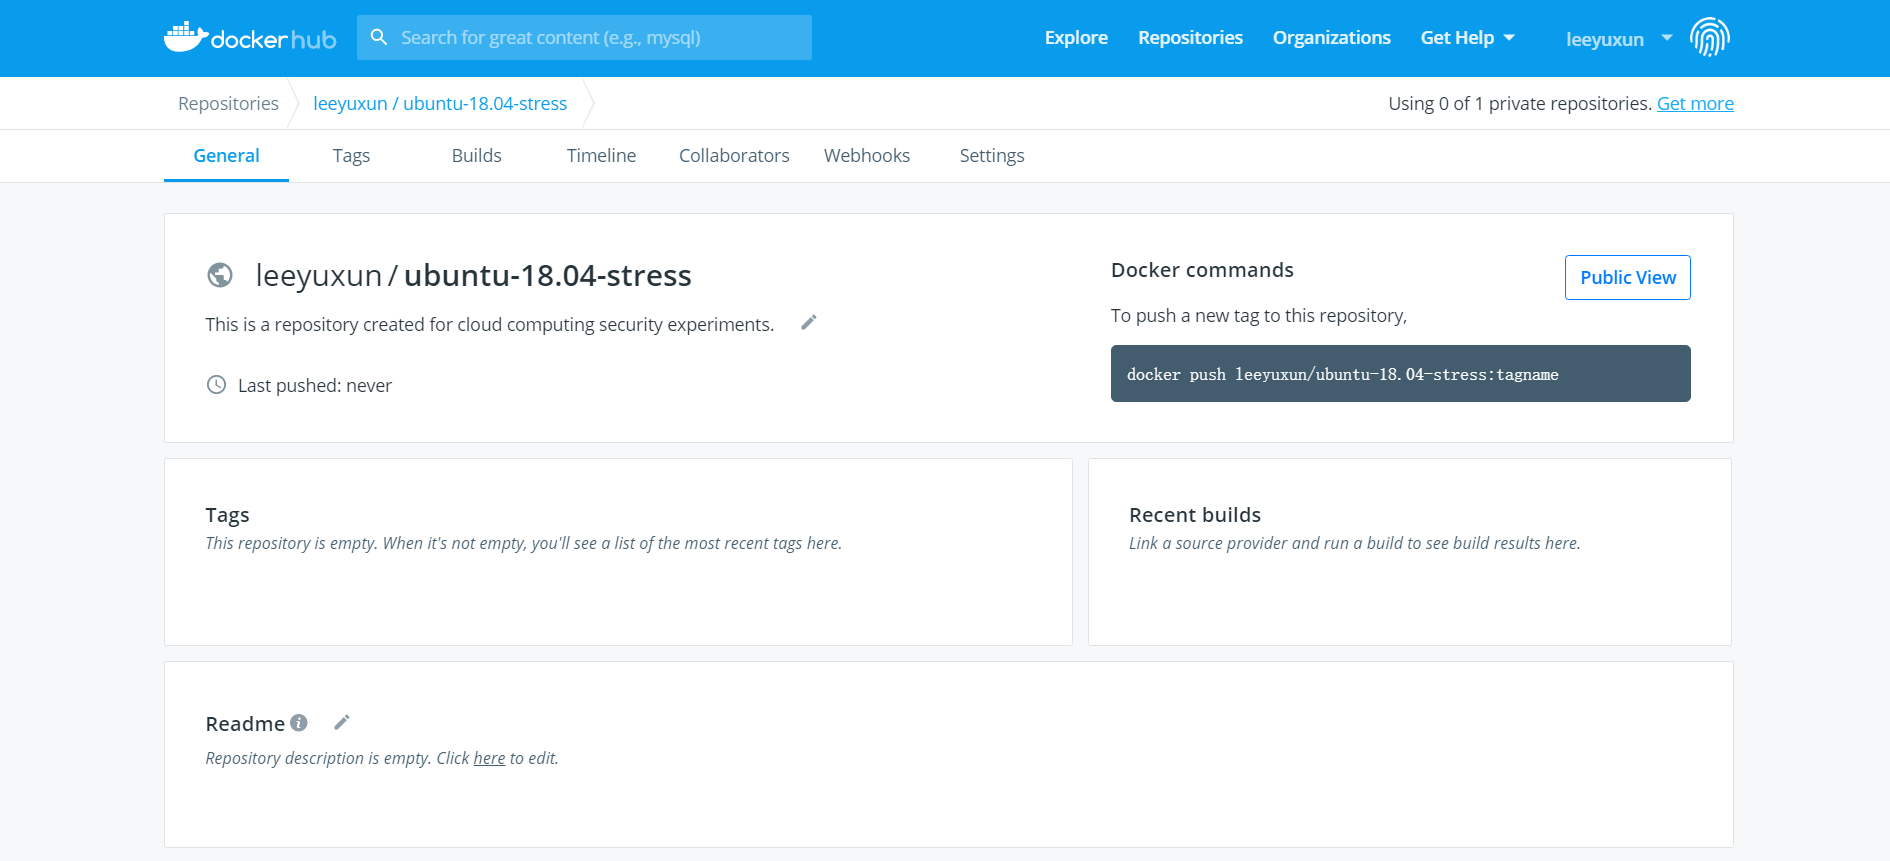 docker hub
Search for great content (e.g., mysql)
Explore
Repositories
Organizations
Get Help
leeyuxun
Repositories
leeyuxun / ubuntu-18.04-stress
Using 0 of 1 private repositories. Get more
General
Tags
Builds
Timeline
Collaborators
Webhooks
Settings
leeyuxun / ubuntu-18.04-stress
This is a repository created for cloud computing security experiments.
Last pushed: never
Docker commands
Public View
To push a new tag to this repository,
docker push leeyuxun/ubuntu-18.04-stress:tagname
Tags
This repository is empty. When it's not empty, you'll see a list of the most recent tags here.
Recent builds
Link a source provider and run a build to see build results here.
Readme
Repository description is empty. Click here to edit.